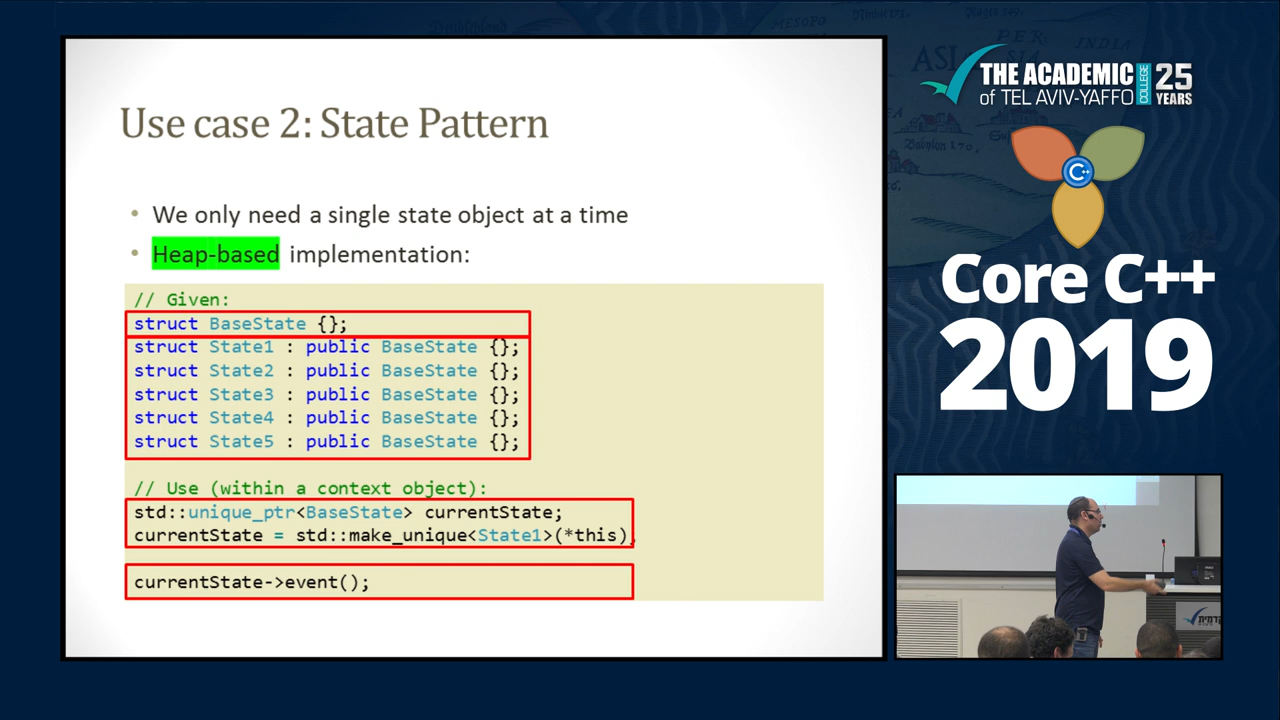 Use case 2: State Pattern
• We only need a single state object at a time
• Heap-based implementation:
// Given:
struct BaseState {};
struct State1 : public BaseState {};
struct State2 : public BaseState {};
struct State3 : public BaseState {};
struct State4 : public BaseState {};
struct State5 : public BaseState {};
// Use (within a context object):
std::unique_ptr<BaseState> currentState;
currentState = std::make_unique<State1>(*this);
currentState->event();
THE ACADEMIC
of TEL AVIV-YAFFO
COLLEGE
25
YEARS
C++
Core C++
2019